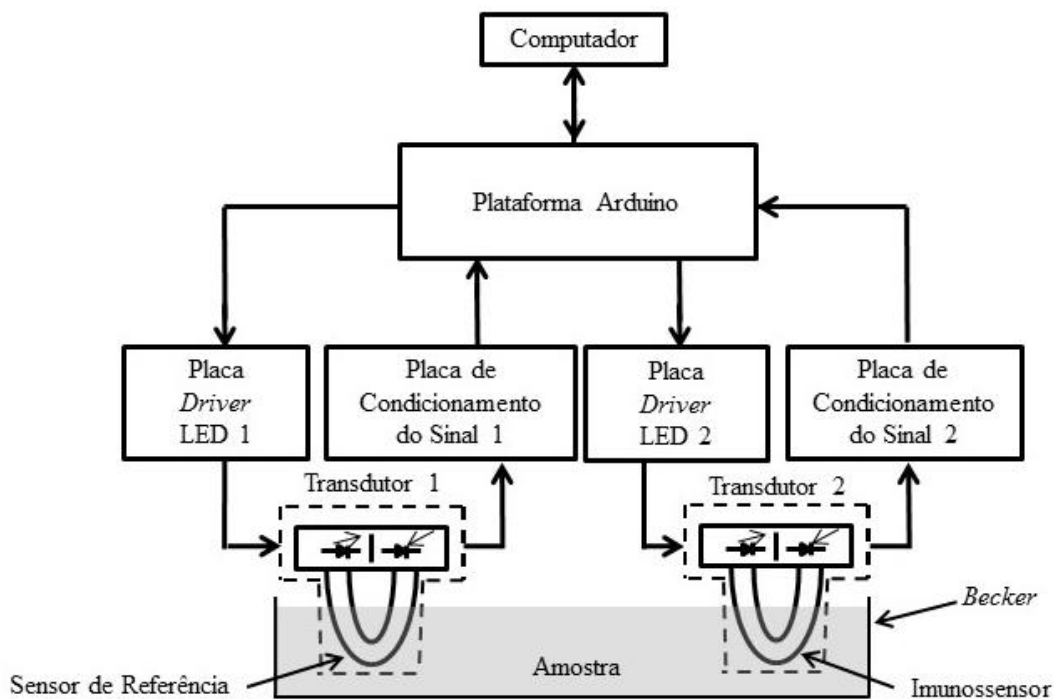 Computador
Plataforma Arduino
Placa
Driver
LED 1
Placa de
Condicionamento
do Sinal 1
Placa
Driver
LED 2
Placa de
Condicionamento
do Sinal 2
Transdutor 1
Transdutor 2
Becker
Sensor de Referência
Amostra
Imunossensor